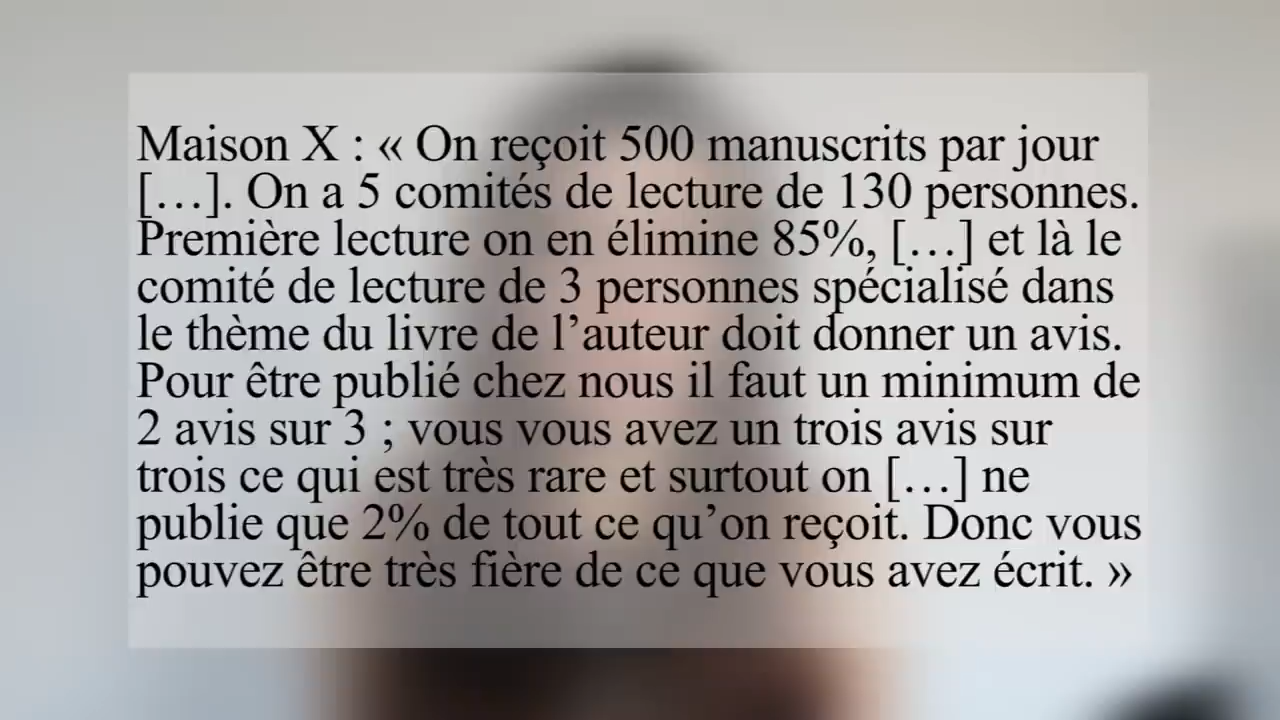 Maison X : « On reçoit 500 manuscrits par jour
[…]. On a 5 comités de lecture de 130 personnes.
Première lecture on en élimine 85%, […] et là le
comité de lecture de 3 personnes spécialisé dans
le thème du livre de l’auteur doit donner un avis.
Pour être publié chez nous il faut un minimum de
2 avis sur 3 ; vous vous avez un trois avis sur
trois ce qui est très rare et surtout on […] ne
publie que 2% de tout ce qu’on reçoit. Donc vous
pouvez être très fière de ce que vous avez écrit. »